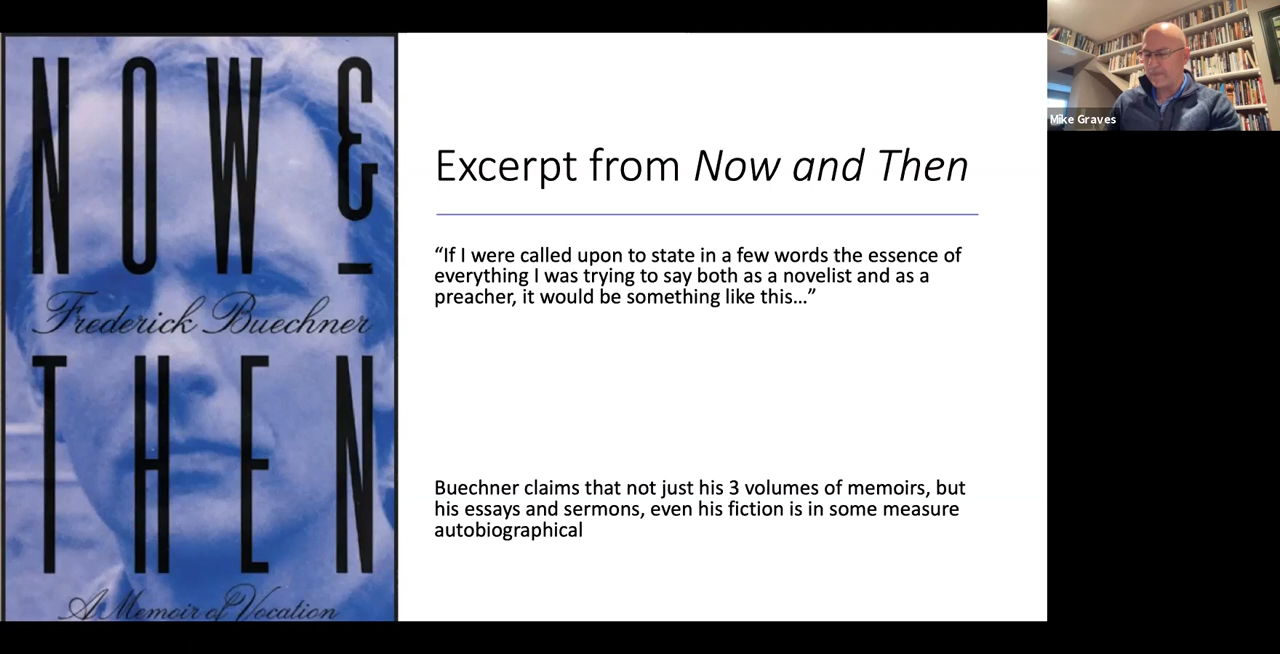 NOW &
Frederick Buechner
THEN
A Memoir of Vocation
Excerpt from Now and Then
“If I were called upon to state in a few words the essence of
everything I was trying to say both as a novelist and as a
preacher, it would be something like this...”
Buechner claims that not just his 3 volumes of memoirs, but
his essays and sermons, even his fiction is in some measure
autobiographical
Mike Graves